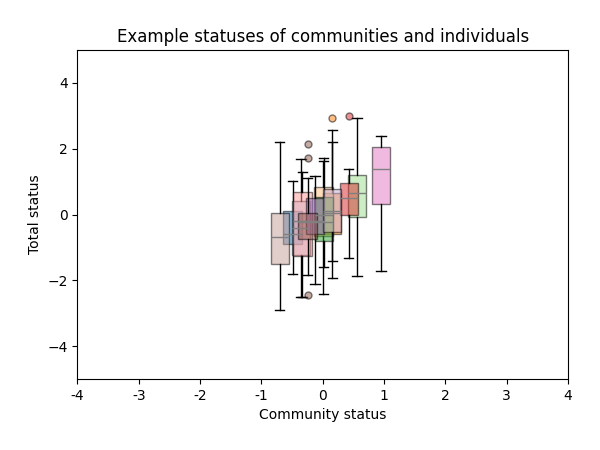 Example statuses of communities and individuals
4
2
0
−2
−4
Total status
-4 -3 -2 -1 0 1 2 3 4
Community status